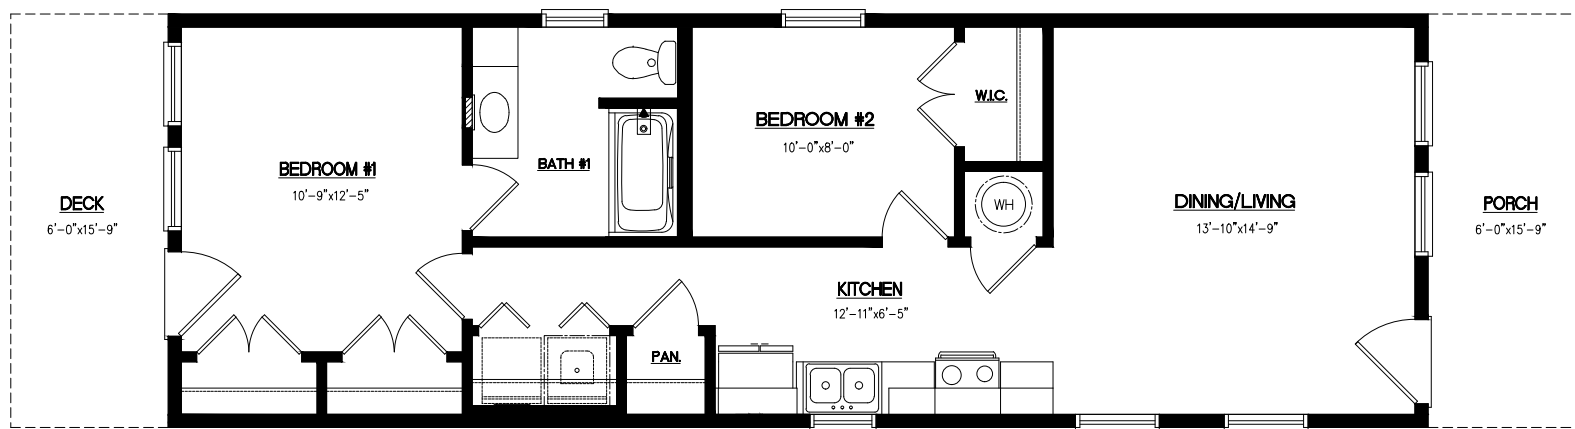 DECK
6'-0"x15'-9"
BEDROOM #1
10'-9"x12'-5"
BATH #1
BEDROOM #2
10'-0"x8'-0"
W.I.C.
WH
DINING/LIVING
13'-10"x14'-9"
PORCH
6'-0"x15'-9"
KITCHEN
12'-11"x6'-5"
PAN.